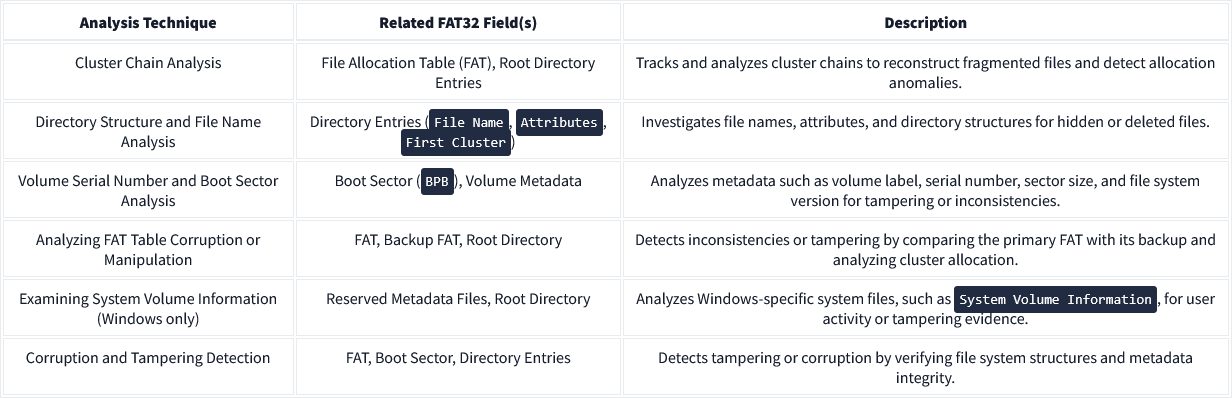 Analysis Technique Related FAT32 Field(s) Description
Cluster Chain Analysis
File Allocation Table (FAT), Root Directory
Entries
Tracks and analyzes cluster chains to reconstruct fragmented files and detect allocation
anomalies.
Directory Structure and File Name
Analysis
Directory Entries (File Name, Attributes,
First Cluster)
Investigates file names, attributes, and directory structures for hidden or deleted files.
Volume Serial Number and Boot Sector
Analysis
Boot Sector (BPB), Volume Metadata
Analyzes metadata such as volume label, serial number, sector size, and file system
version for tampering or inconsistencies.
Analyzing FAT Table Corruption or
Manipulation
FAT, Backup FAT, Root Directory
Detects inconsistencies or tampering by comparing the primary FAT with its backup and
analyzing cluster allocation.
Examining System Volume Information
(Windows only)
Reserved Metadata Files, Root Directory
Analyzes Windows-specific system files, such as System Volume Information, for user
activity or tampering evidence.
Corruption and Tampering Detection
FAT, Boot Sector, Directory Entries
Detects tampering or corruption by verifying file system structures and metadata
integrity.